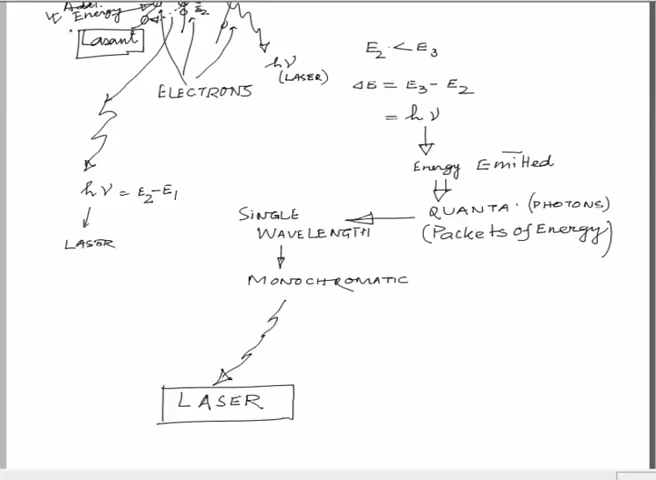 Energy
E2
Lasant
hν
(LASER)
ELECTRONS
E2 < E3
ΔE = E3 - E2
= hν
Energy Emitted
QUANTA. (PHOTONS)
(Packets of Energy)
hν = E2-E1
LASER
SINGLE
WAVELENGTH
MONOCHROMATIC
LASER